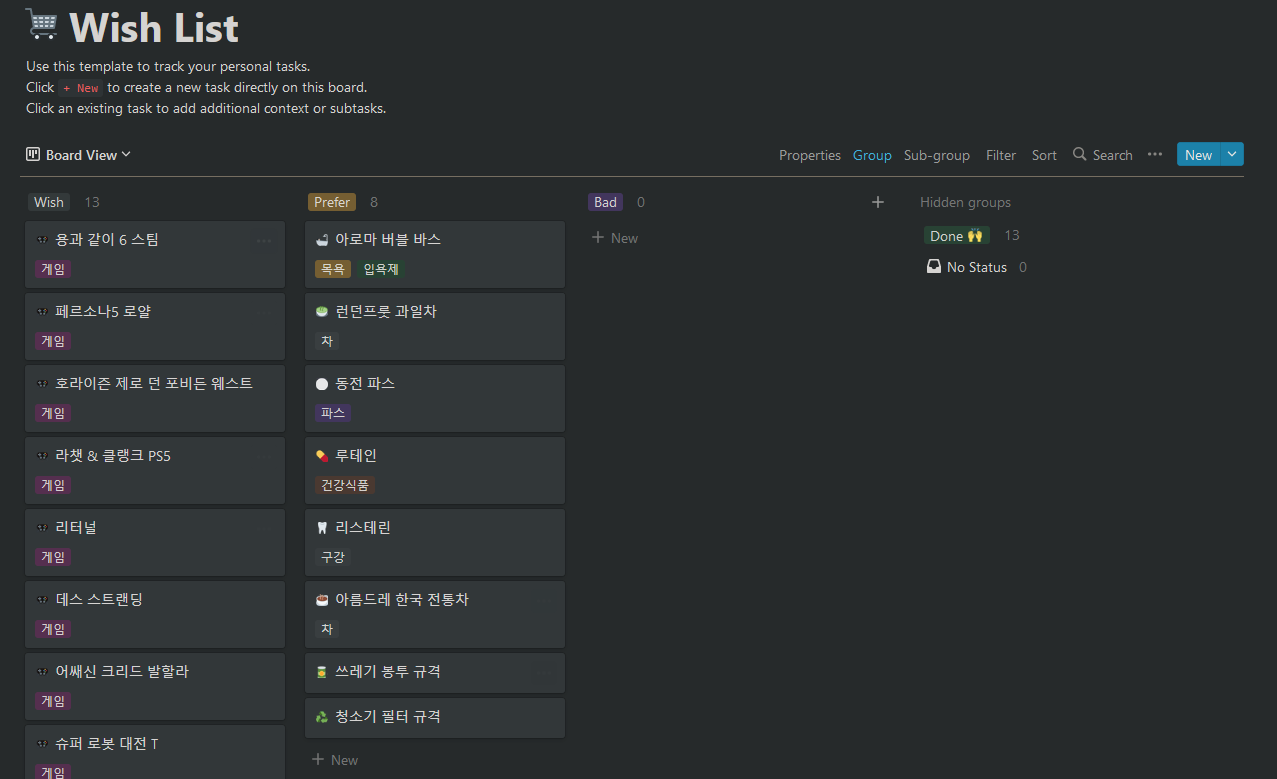 Wish List
Use this template to track your personal tasks.
Click + New to create a new task directly on this board.
Click an existing task to add additional context or subtasks.
Board View
Properties Group Sub-group Filter Sort Search ··· New
Wish 13
용과 같이 6 스팀
게임
페르소나5 로얄
게임
호라이즌 제로 던 포비든 웨스트
게임
라챗 & 클랭크 PS5
게임
리터널
게임
데스 스트랜딩
게임
어쌔신 크리드 발할라
게임
슈퍼 로봇 대전 T
게임
Prefer 8
아로마 버블 바스
목욕 입욕제
런던프룻 과일차
차
동전 파스
파스
루테인
건강식품
리스테린
구강
아름드레 한국 전통차
차
쓰레기 봉투 규격
청소기 필터 규격
+ New
Bad 0
+ New
+
Hidden groups
Done 🙌 13
No Status 0